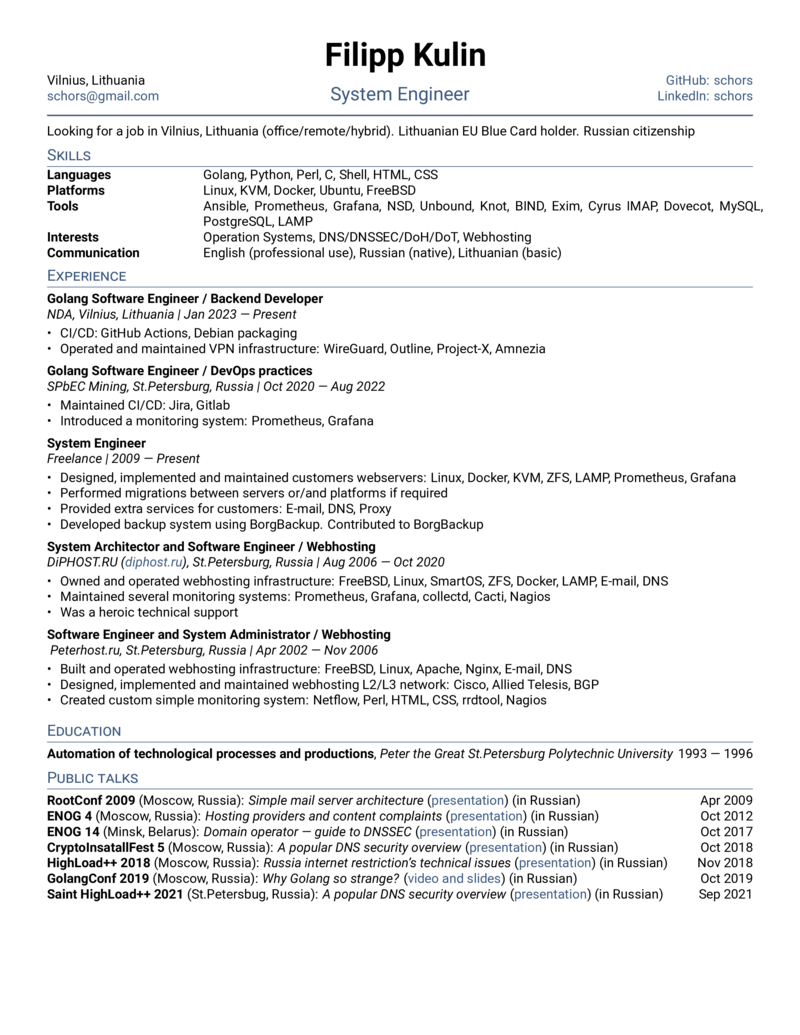 Filipp Kulin
Vilnius, Lithuania
schors@gmail.com
System Engineer
GitHub: schors
LinkedIn: schors
Looking for a job in Vilnius, Lithuania (office/remote/hybrid). Lithuanian EU Blue Card holder. Russian citizenship
SKILLS
Languages Golang, Python, Perl, C, Shell, HTML, CSS
Platforms Linux, KVM, Docker, Ubuntu, FreeBSD
Tools Ansible, Prometheus, Grafana, NSD, Unbound, Knot, BIND, Exim, Cyrus IMAP, Dovecot, MySQL,
PostgreSQL, LAMP
Interests Operation Systems, DNS/DNSSEC/DoH/DoT, Webhosting
Communication English (professional use), Russian (native), Lithuanian (basic)
EXPERIENCE
Golang Software Engineer / Backend Developer
NDA, Vilnius, Lithuania | Jan 2023 — Present
• CI/CD: GitHub Actions, Debian packaging
• Operated and maintained VPN infrastructure: WireGuard, Outline, Project-X, Amnezia
Golang Software Engineer / DevOps practices
SPbEC Mining, St.Petersburg, Russia | Oct 2020 — Aug 2022
• Maintained CI/CD: Jira, Gitlab
• Introduced a monitoring system: Prometheus, Grafana
System Engineer
Freelance | 2009 — Present
• Designed, implemented and maintained customers webservers: Linux, Docker, KVM, ZFS, LAMP, Prometheus, Grafana
• Performed migrations between servers or/and platforms if required
• Provided extra services for customers: E-mail, DNS, Proxy
• Developed backup system using BorgBackup. Contributed to BorgBackup
System Architector and Software Engineer / Webhosting
DiPHOST.RU (diphost.ru), St.Petersburg, Russia | Aug 2006 — Oct 2020
• Owned and operated webhosting infrastructure: FreeBSD, Linux, SmartOS, ZFS, Docker, LAMP, E-mail, DNS
• Maintained several monitoring systems: Prometheus, Grafana, collectd, Cacti, Nagios
• Was a heroic technical support
Software Engineer and System Administrator / Webhosting
Peterhost.ru, St.Petersburg, Russia | Apr 2002 — Nov 2006
• Built and operated webhosting infrastructure: FreeBSD, Linux, Apache, Nginx, E-mail, DNS
• Designed, implemented and maintained webhosting L2/L3 network: Cisco, Allied Telesis, BGP
• Created custom simple monitoring system: Netflow, Perl, HTML, CSS, rrdtool, Nagios
EDUCATION
Automation of technological processes and productions, Peter the Great St.Petersburg Polytechnic University 1993 — 1996
PUBLIC TALKS
RootConf 2009 (Moscow, Russia): Simple mail server architecture (presentation) (in Russian) Apr 2009
ENOG 4 (Moscow, Russia): Hosting providers and content complaints (presentation) (in Russian) Oct 2012
ENOG 14 (Minsk, Belarus): Domain operator — guide to DNSSEC (presentation) (in Russian) Oct 2017
CryptoInsatallFest 5 (Moscow, Russia): A popular DNS security overview (presentation) (in Russian) Oct 2018
HighLoad++ 2018 (Moscow, Russia): Russia internet restriction's technical issues (presentation) (in Russian) Nov 2018
GolangConf 2019 (Moscow, Russia): Why Golang so strange? (video and slides) (in Russian) Oct 2019
Saint HighLoad++ 2021 (St.Petersbug, Russia): A popular DNS security overview (presentation) (in Russian) Sep 2021